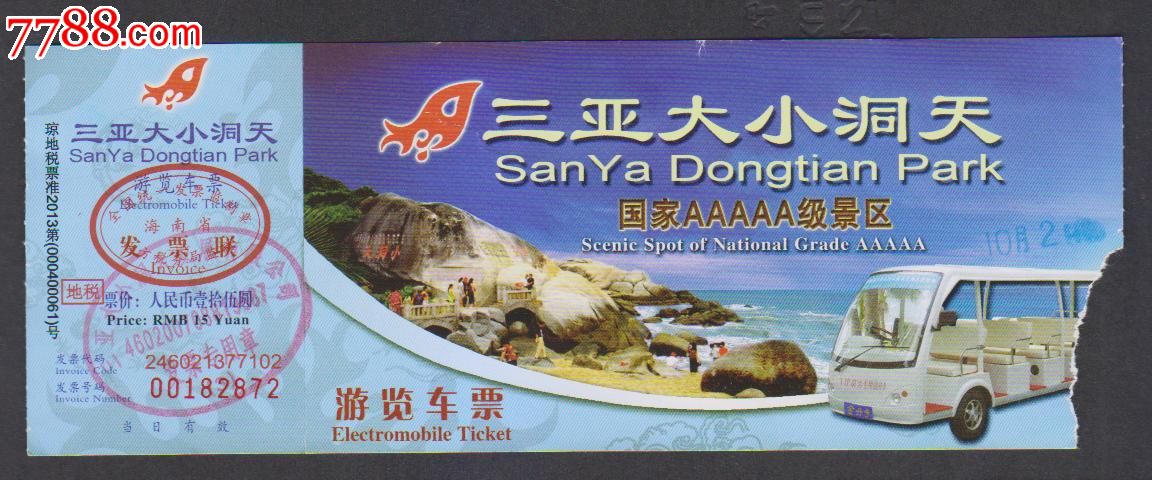 7788.com
三亚大小洞天
SanYa Dongtian Park
游览车票
Electromobile Ticket
海南省
发票联
Invoice
地税
票价：人民币壹拾伍圆
Price: RMB 15 Yuan
发票代码 246021377102
Invoice Code
发票号码 00182872
Invoice Number
当日有效
琼地税票准2013第(000400061)号
三亚大小洞天
SanYa Dongtian Park
国家AAAAA级景区
Scenic Spot of National Grade AAAAA
10月2
游览车票
Electromobile Ticket